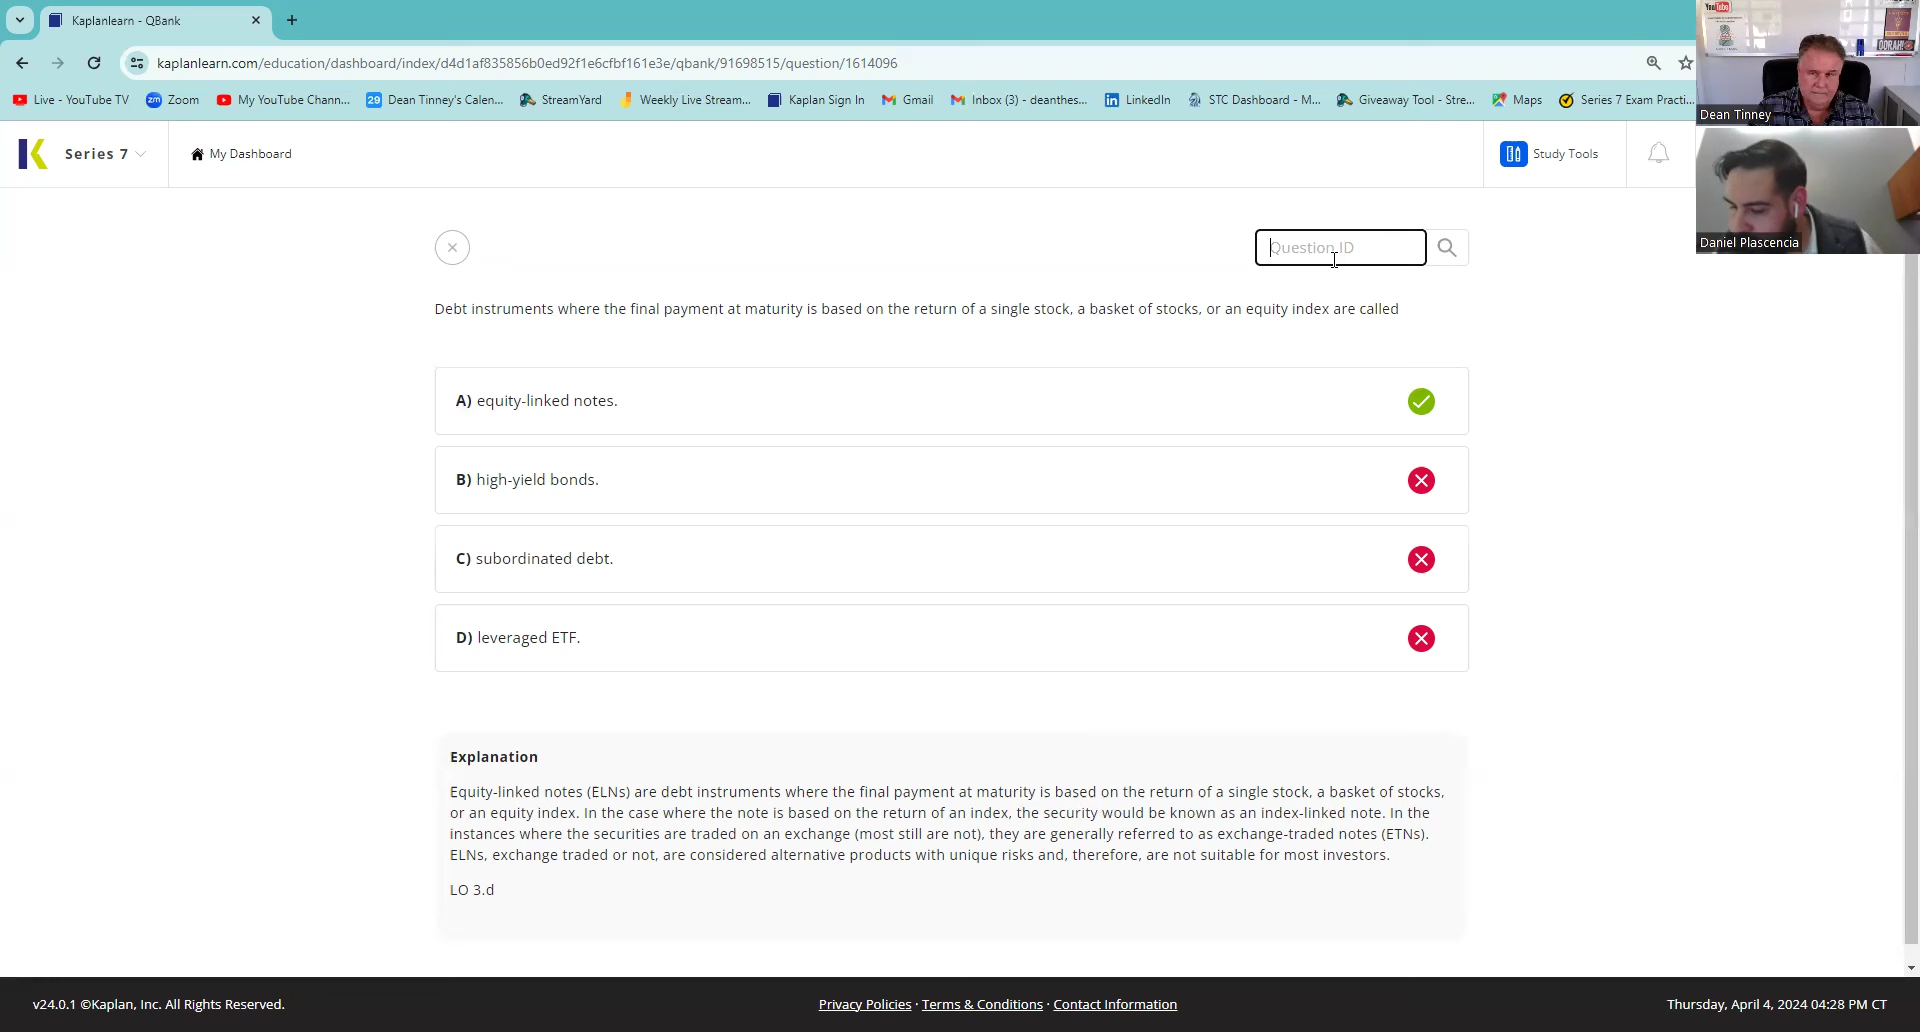 Kaplanlearn - QBank
kaplanlearn.com/education/dashboard/index/d4d1af835856b0ed92f1e6cfbf161e3e/qbank/91698515/question/1614096
Live - YouTube TV
Zoom
My YouTube Chann...
Dean Tinney's Calen...
StreamYard
Weekly Live Stream...
Kaplan Sign In
Gmail
Inbox (3) - deanthes...
LinkedIn
STC Dashboard - M...
Giveaway Tool - Stre...
Maps
Series 7 Exam Practi...
YouTube
OORAH!
Dean Tinney
Daniel Plascencia
Series 7
My Dashboard
Study Tools
Question ID
Debt instruments where the final payment at maturity is based on the return of a single stock, a basket of stocks, or an equity index are called
A) equity-linked notes.
B) high-yield bonds.
C) subordinated debt.
D) leveraged ETF.
Explanation
Equity-linked notes (ELNs) are debt instruments where the final payment at maturity is based on the return of a single stock, a basket of stocks,
or an equity index. In the case where the note is based on the return of an index, the security would be known as an index-linked note. In the
instances where the securities are traded on an exchange (most still are not), they are generally referred to as exchange-traded notes (ETNs).
ELNs, exchange traded or not, are considered alternative products with unique risks and, therefore, are not suitable for most investors.
LO 3.d
v24.0.1 ©Kaplan, Inc. All Rights Reserved.
Privacy Policies · Terms & Conditions · Contact Information
Thursday, April 4, 2024 04:28 PM CT